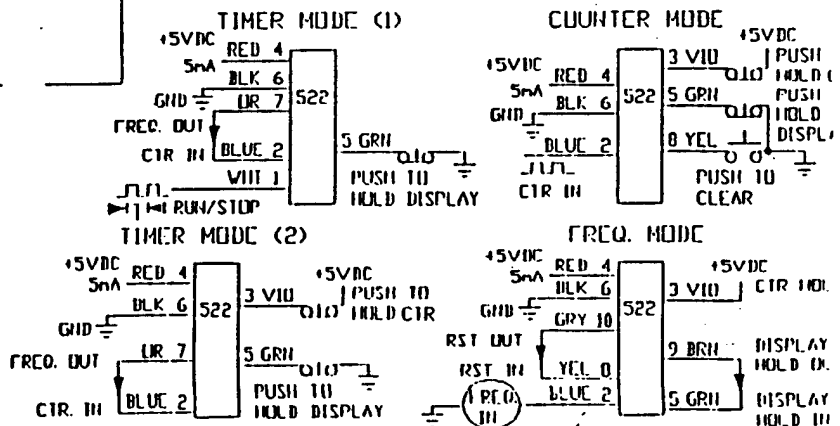 TIMER MODE (1)
+5VDC
5mA
RED 4
BLK 6
GND
OR 7
FREQ. OUT
CTR IN
BLUE 2
WHT 1
RUN/STOP
522
5 GRN
PUSH TO
HOLD DISPLAY
COUNTER MODE
+5VDC
5mA
RED 4
BLK 6
GND
BLUE 2
CTR IN
522
+5VDC
3 VIO
PUSH
HOLD
5 GRN
PUSH
HOLD
DISPLA
8 YEL
PUSH TO
CLEAR
TIMER MODE (2)
+5VDC
5mA
RED 4
BLK 6
GND
OR 7
FREQ. OUT
CTR. IN
BLUE 2
522
+5VDC
3 VIO
PUSH TO
HOLD CTR
5 GRN
PUSH TO
HOLD DISPLAY
FREQ. MODE
+5VDC
5mA
RED 4
BLK 6
GND
GRY 10
RST OUT
RST IN
YEL 8
FREQ.
IN
BLUE 2
522
+5VDC
3 VIO
CTR HOL
9 BRN
DISPLAY
HOLD
5 GRN
DISPLAY
HOLD IN